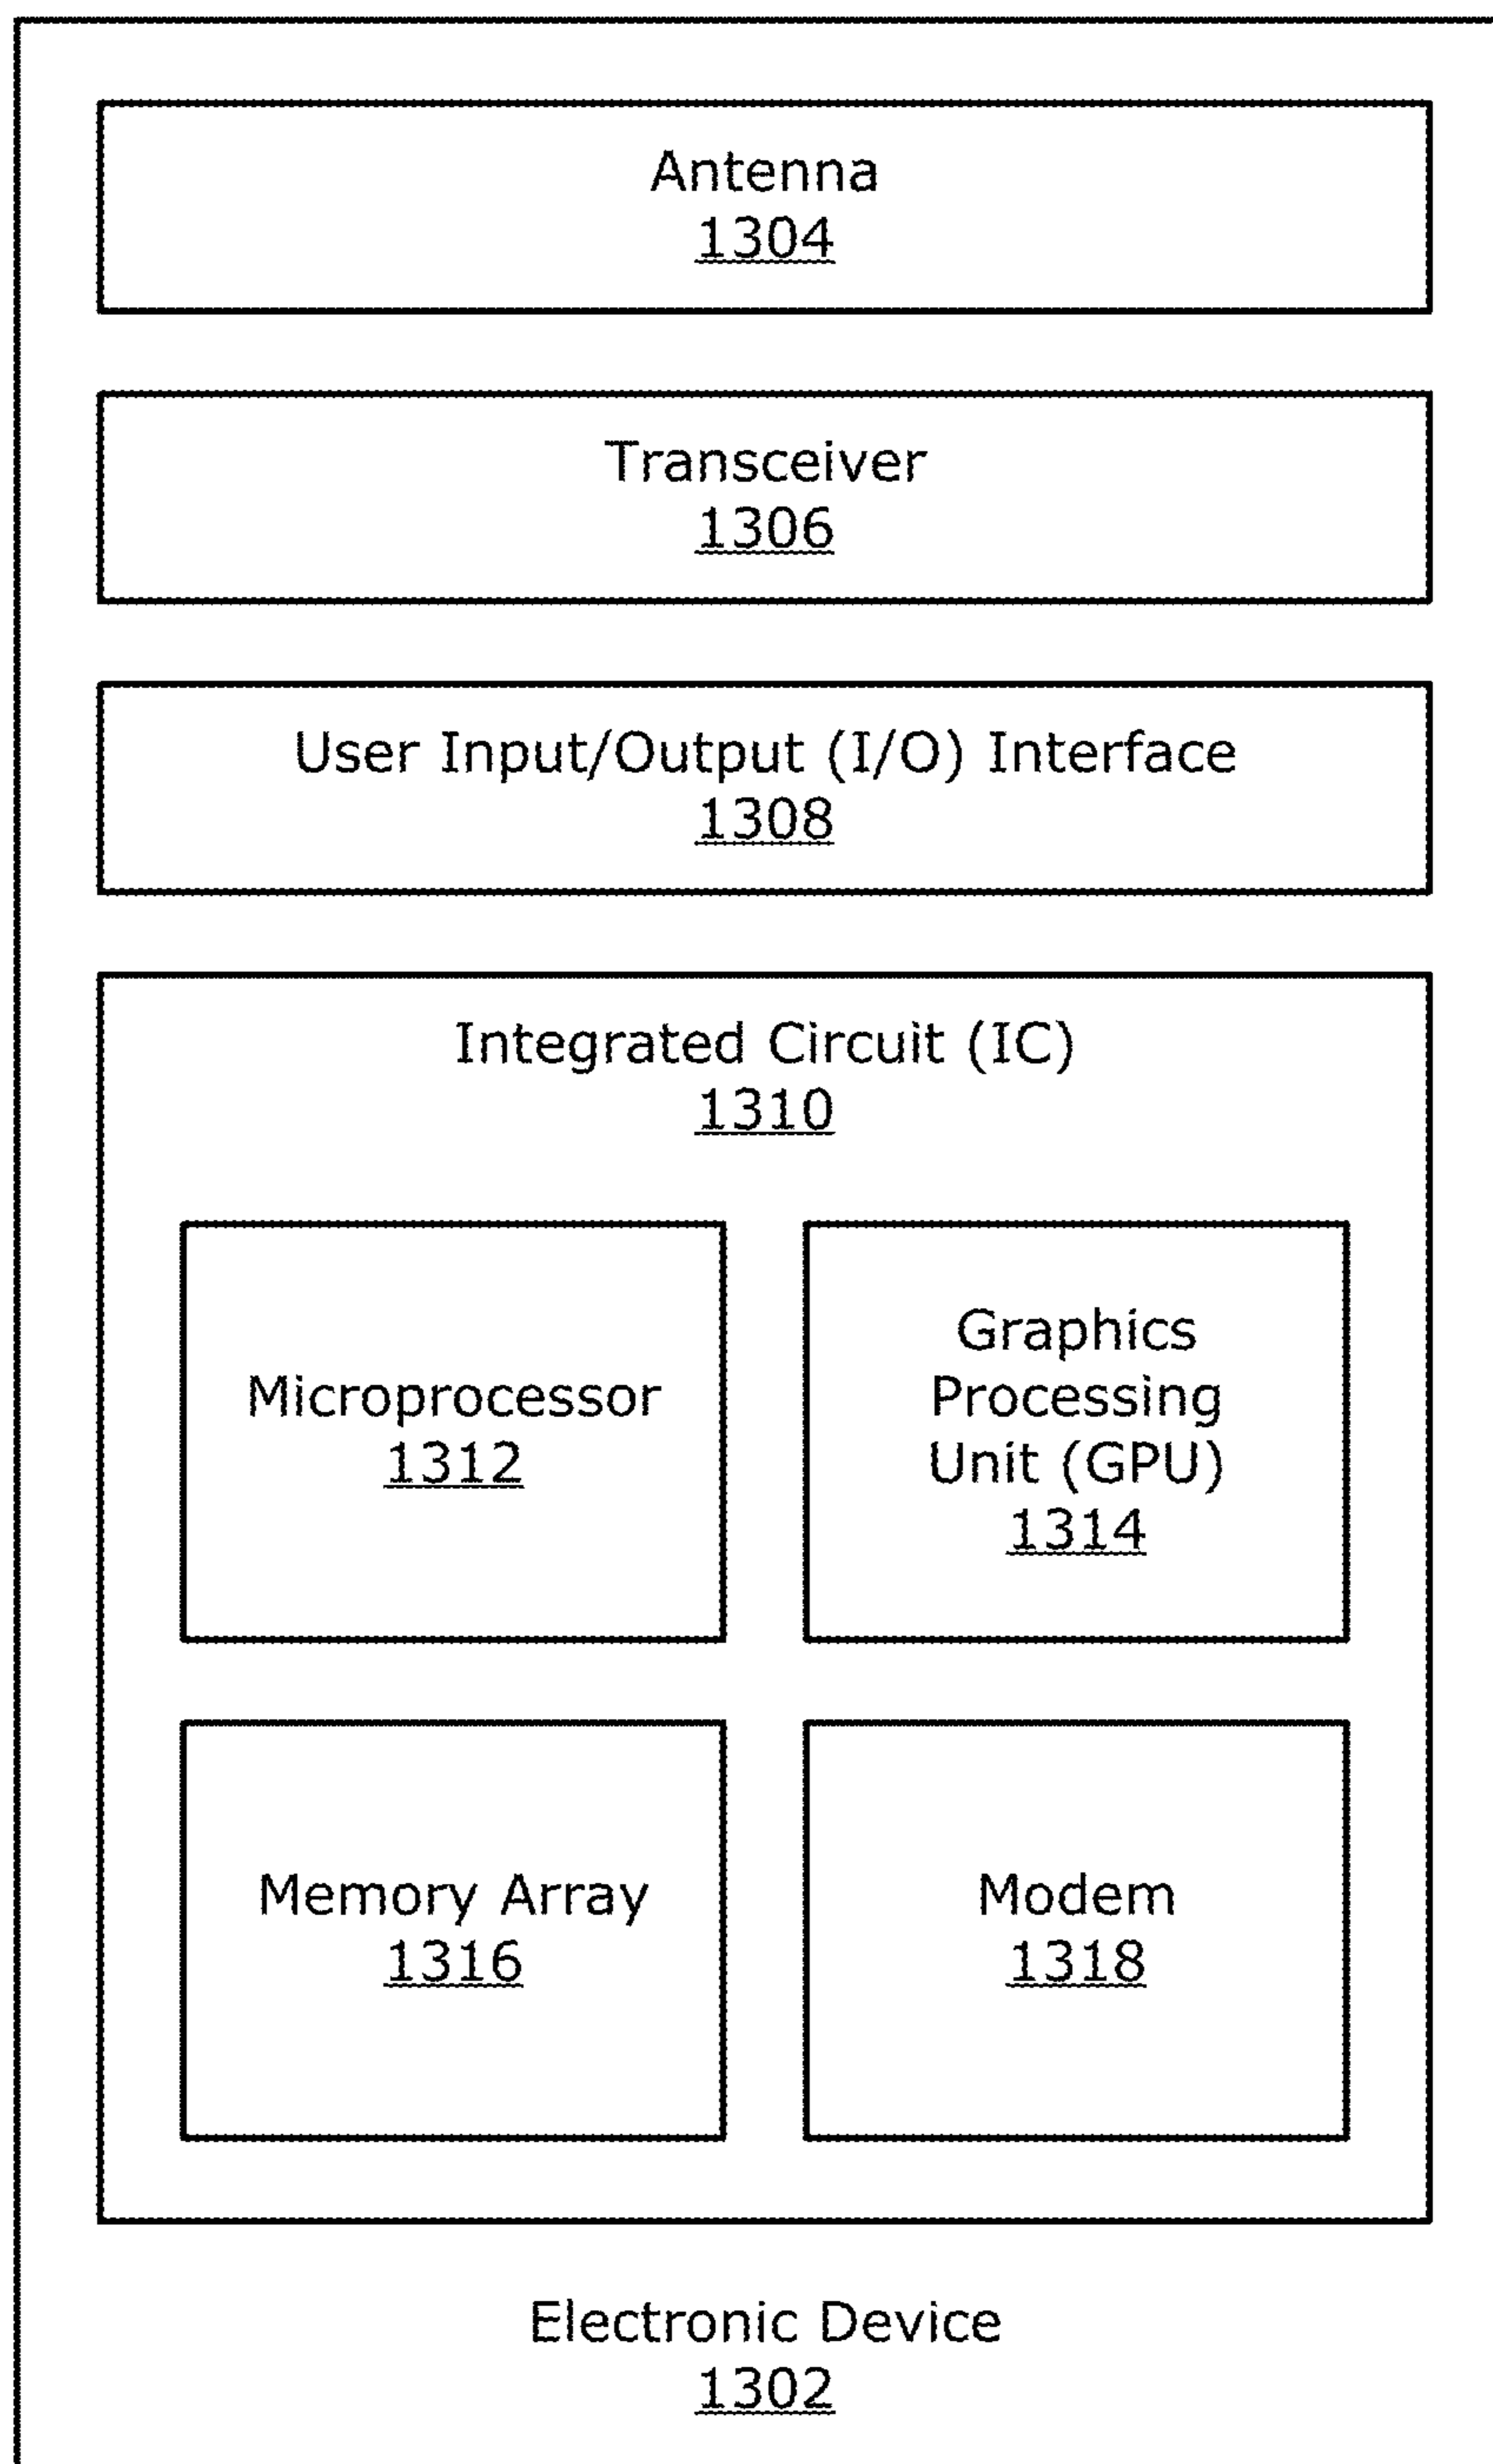 Antenna
1304
Transceiver
1306
User Input/Output (I/O) Interface
1308
Integrated Circuit (IC)
1310
Microprocessor
1312
Graphics
Processing
Unit (GPU)
1314
Memory Array
1316
Modem
1318
Electronic Device
1302